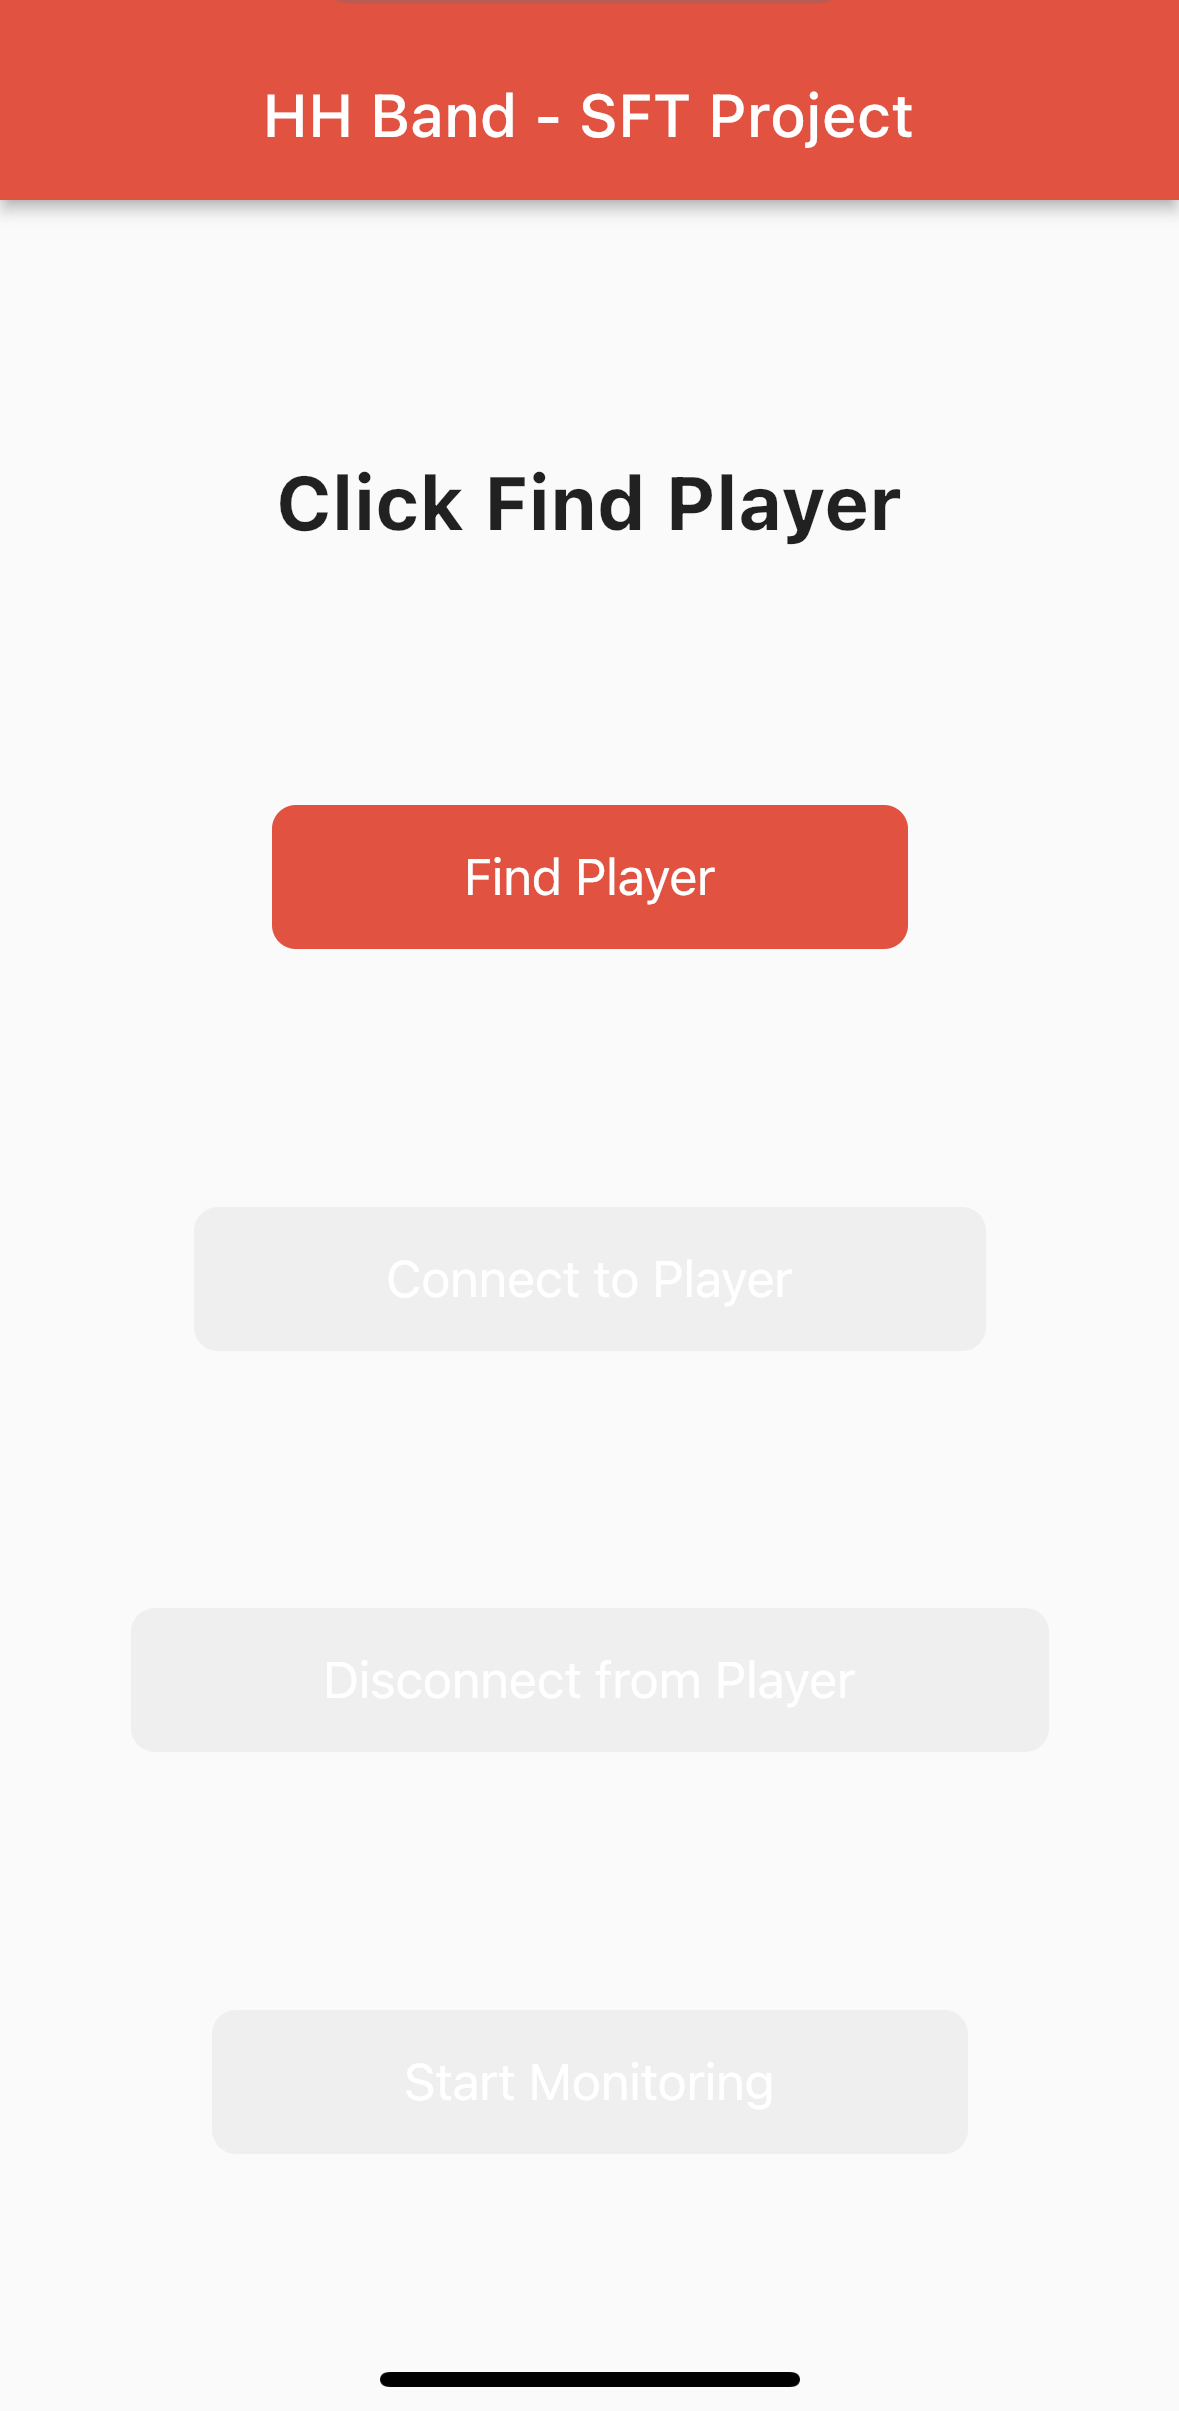 HH Band - SFT Project
Click Find Player
Find Player
Connect to Player
Disconnect from Player
Start Monitoring